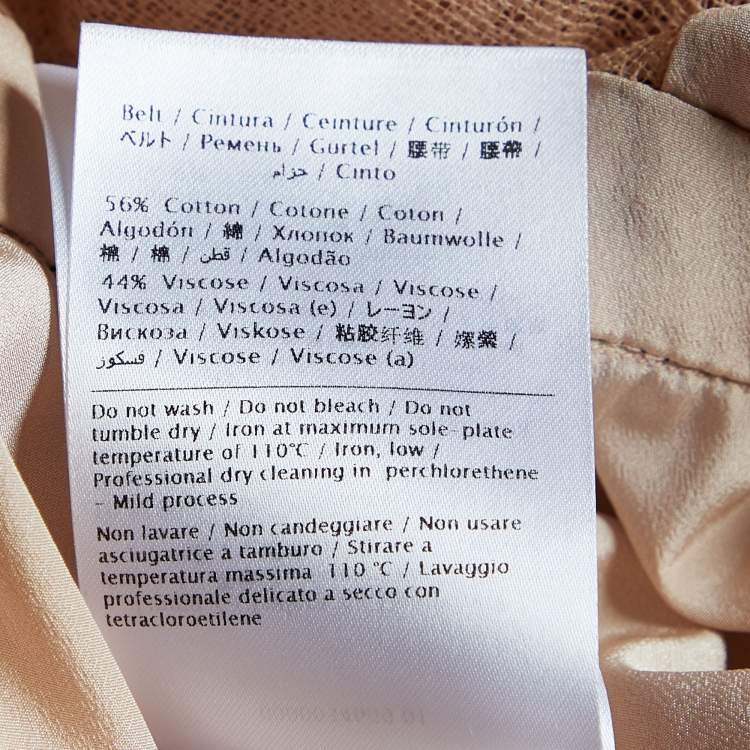 Belt / Cintura / Ceinture / Cinturón /
ベルト / Ремень / Gurtel / 腰带 / 腰帶 /
حزام / Cinto
56% Cotton / Cotone / Coton /
Algodón / 綿 / Хлопок / Baumwolle /
棉 / 棉 / قطن / Algodão
44% Viscose / Viscosa / Viscose /
Viscosa / Viscosa (e) / レーヨン /
Вискоза / Viskose / 粘胶纤维 / 嫘縈 /
فسكوز / Viscose / Viscose (a)
Do not wash / Do not bleach / Do not
tumble dry / Iron at maximum sole-plate
temperature of 110°C / Iron, low /
Professional dry cleaning in perchlorethene
- Mild process
Non lavare / Non candeggiare / Non usare
asciugatrice a tamburo / Stirare a
temperatura massima 110 °C / Lavaggio
professionale delicato a secco con
tetracloroetilene